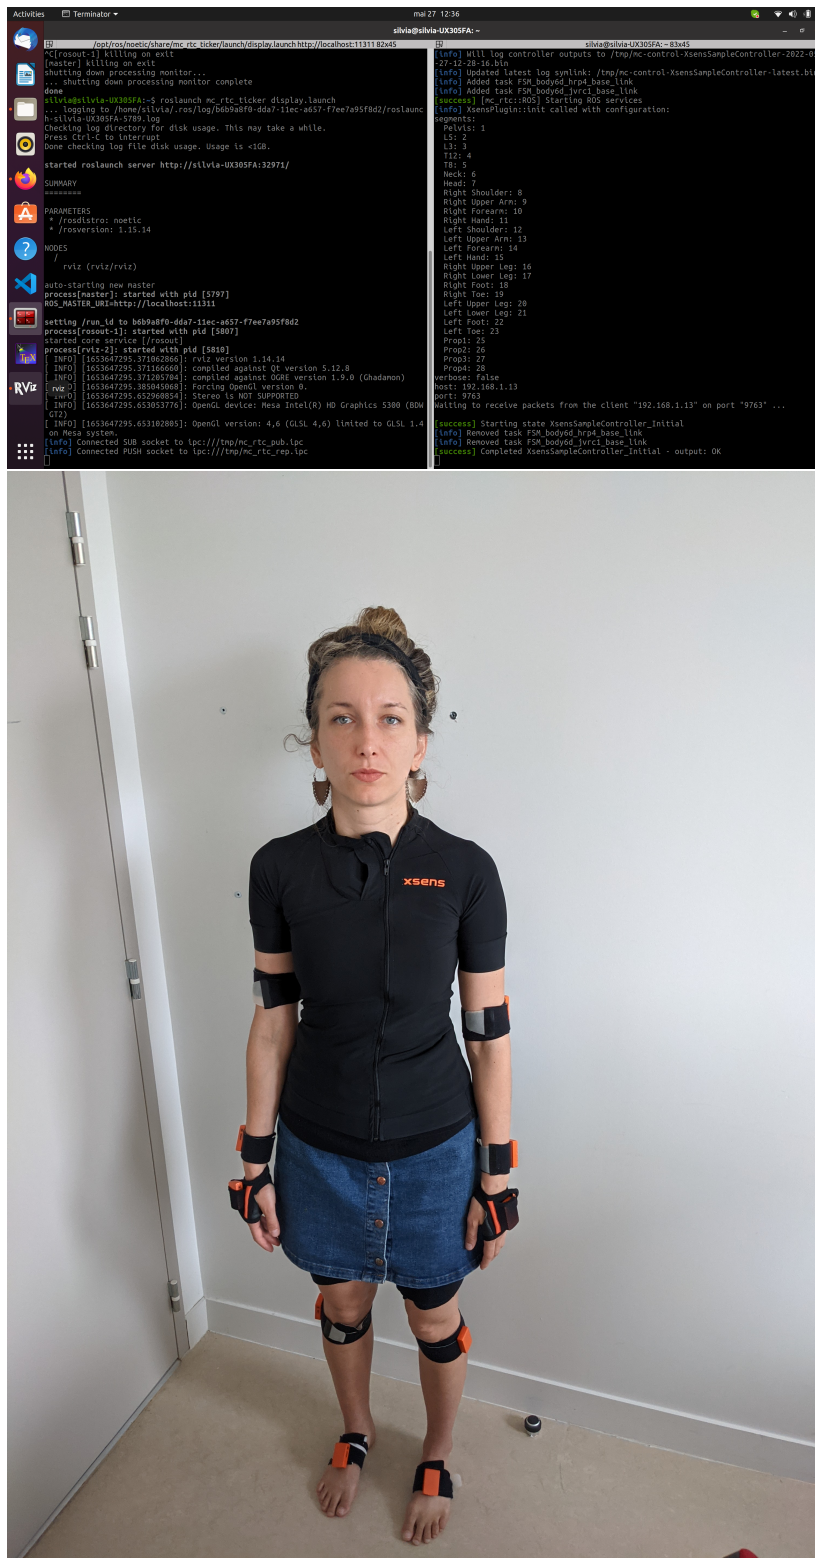 Activities
Terminator
mai 27 12:36
silvia@silvia-UX305FA: ~
/opt/ros/noetic/share/mc_rtc_ticker/launch/display.launch http://localhost:11311 82x45
^C[rosout-1] killing on exit
[master] killing on exit
shutting down processing monitor...
... shutting down processing monitor complete
done
silvia@silvia-UX305FA:~$ roslaunch mc_rtc_ticker display.launch
... logging to /home/silvia/.ros/log/b6b9a8f0-dda7-11ec-a657-f7ee7a95f8d2/roslaunc
h-silvia-UX305FA-5789.log
Checking log directory for disk usage. This may take a while.
Press Ctrl-C to interrupt
Done checking log file disk usage. Usage is <1GB.
started roslaunch server http://silvia-UX305FA:32971/
SUMMARY
========
PARAMETERS
* /rosdistro: noetic
* /rosversion: 1.15.14
NODES
/
rviz (rviz/rviz)
auto-starting new master
process[master]: started with pid [5797]
ROS_MASTER_URI=http://localhost:11311
setting /run_id to b6b9a8f0-dda7-11ec-a657-f7ee7a95f8d2
process[rosout-1]: started with pid [5807]
started core service [/rosout]
process[rviz-2]: started with pid [5810]
[ INFO] [1653647295.371062866]: rviz version 1.14.14
[ INFO] [1653647295.371166660]: compiled against Qt version 5.12.8
[ INFO] [1653647295.371205704]: compiled against OGRE version 1.9.0 (Ghadamon)
[ INFO] [1653647295.385045068]: Forcing OpenGl version 0.
[ INFO] [1653647295.652960854]: Stereo is NOT SUPPORTED
[ INFO] [1653647295.653053776]: OpenGL device: Mesa Intel(R) HD Graphics 5300 (BDW
GT2)
[ INFO] [1653647295.653102885]: OpenGl version: 4,6 (GLSL 4,6) limited to GLSL 1.4
on Mesa system.
[info] Connected SUB socket to ipc:///tmp/mc_rtc_pub.ipc
[info] Connected PUSH socket to ipc:///tmp/mc_rtc_rep.ipc
TEX
RViz
rviz
silvia@silvia-UX305FA: ~ 83x45
[info] Will log controller outputs to /tmp/mc-control-XsensSampleController-2022-05
-27-12-28-16.bin
[info] Updated latest log symlink: /tmp/mc-control-XsensSampleController-latest.bin
[info] Added task FSM_body6d_hrp4_base_link
[info] Added task FSM_body6d_jvrc1_base_link
[success] [mc_rtc::ROS] Starting ROS services
[info] XsensPlugin::init called with configuration:
segments:
Pelvis: 1
L5: 2
L3: 3
T12: 4
T8: 5
Neck: 6
Head: 7
Right Shoulder: 8
Right Upper Arm: 9
Right Forearm: 10
Right Hand: 11
Left Shoulder: 12
Left Upper Arm: 13
Left Forearm: 14
Left Hand: 15
Right Upper Leg: 16
Right Lower Leg: 17
Right Foot: 18
Right Toe: 19
Left Upper Leg: 20
Left Lower Leg: 21
Left Foot: 22
Left Toe: 23
Prop1: 25
Prop2: 26
Prop3: 27
Prop4: 28
verbose: false
host: 192.168.1.13
port: 9763
Waiting to receive packets from the client "192.168.1.13" on port "9763" ...
[success] Starting state XsensSampleController_Initial
[info] Removed task FSM_body6d_hrp4_base_link
[info] Removed task FSM_body6d_jvrc1_base_link
[success] Completed XsensSampleController_Initial - output: OK
xsens